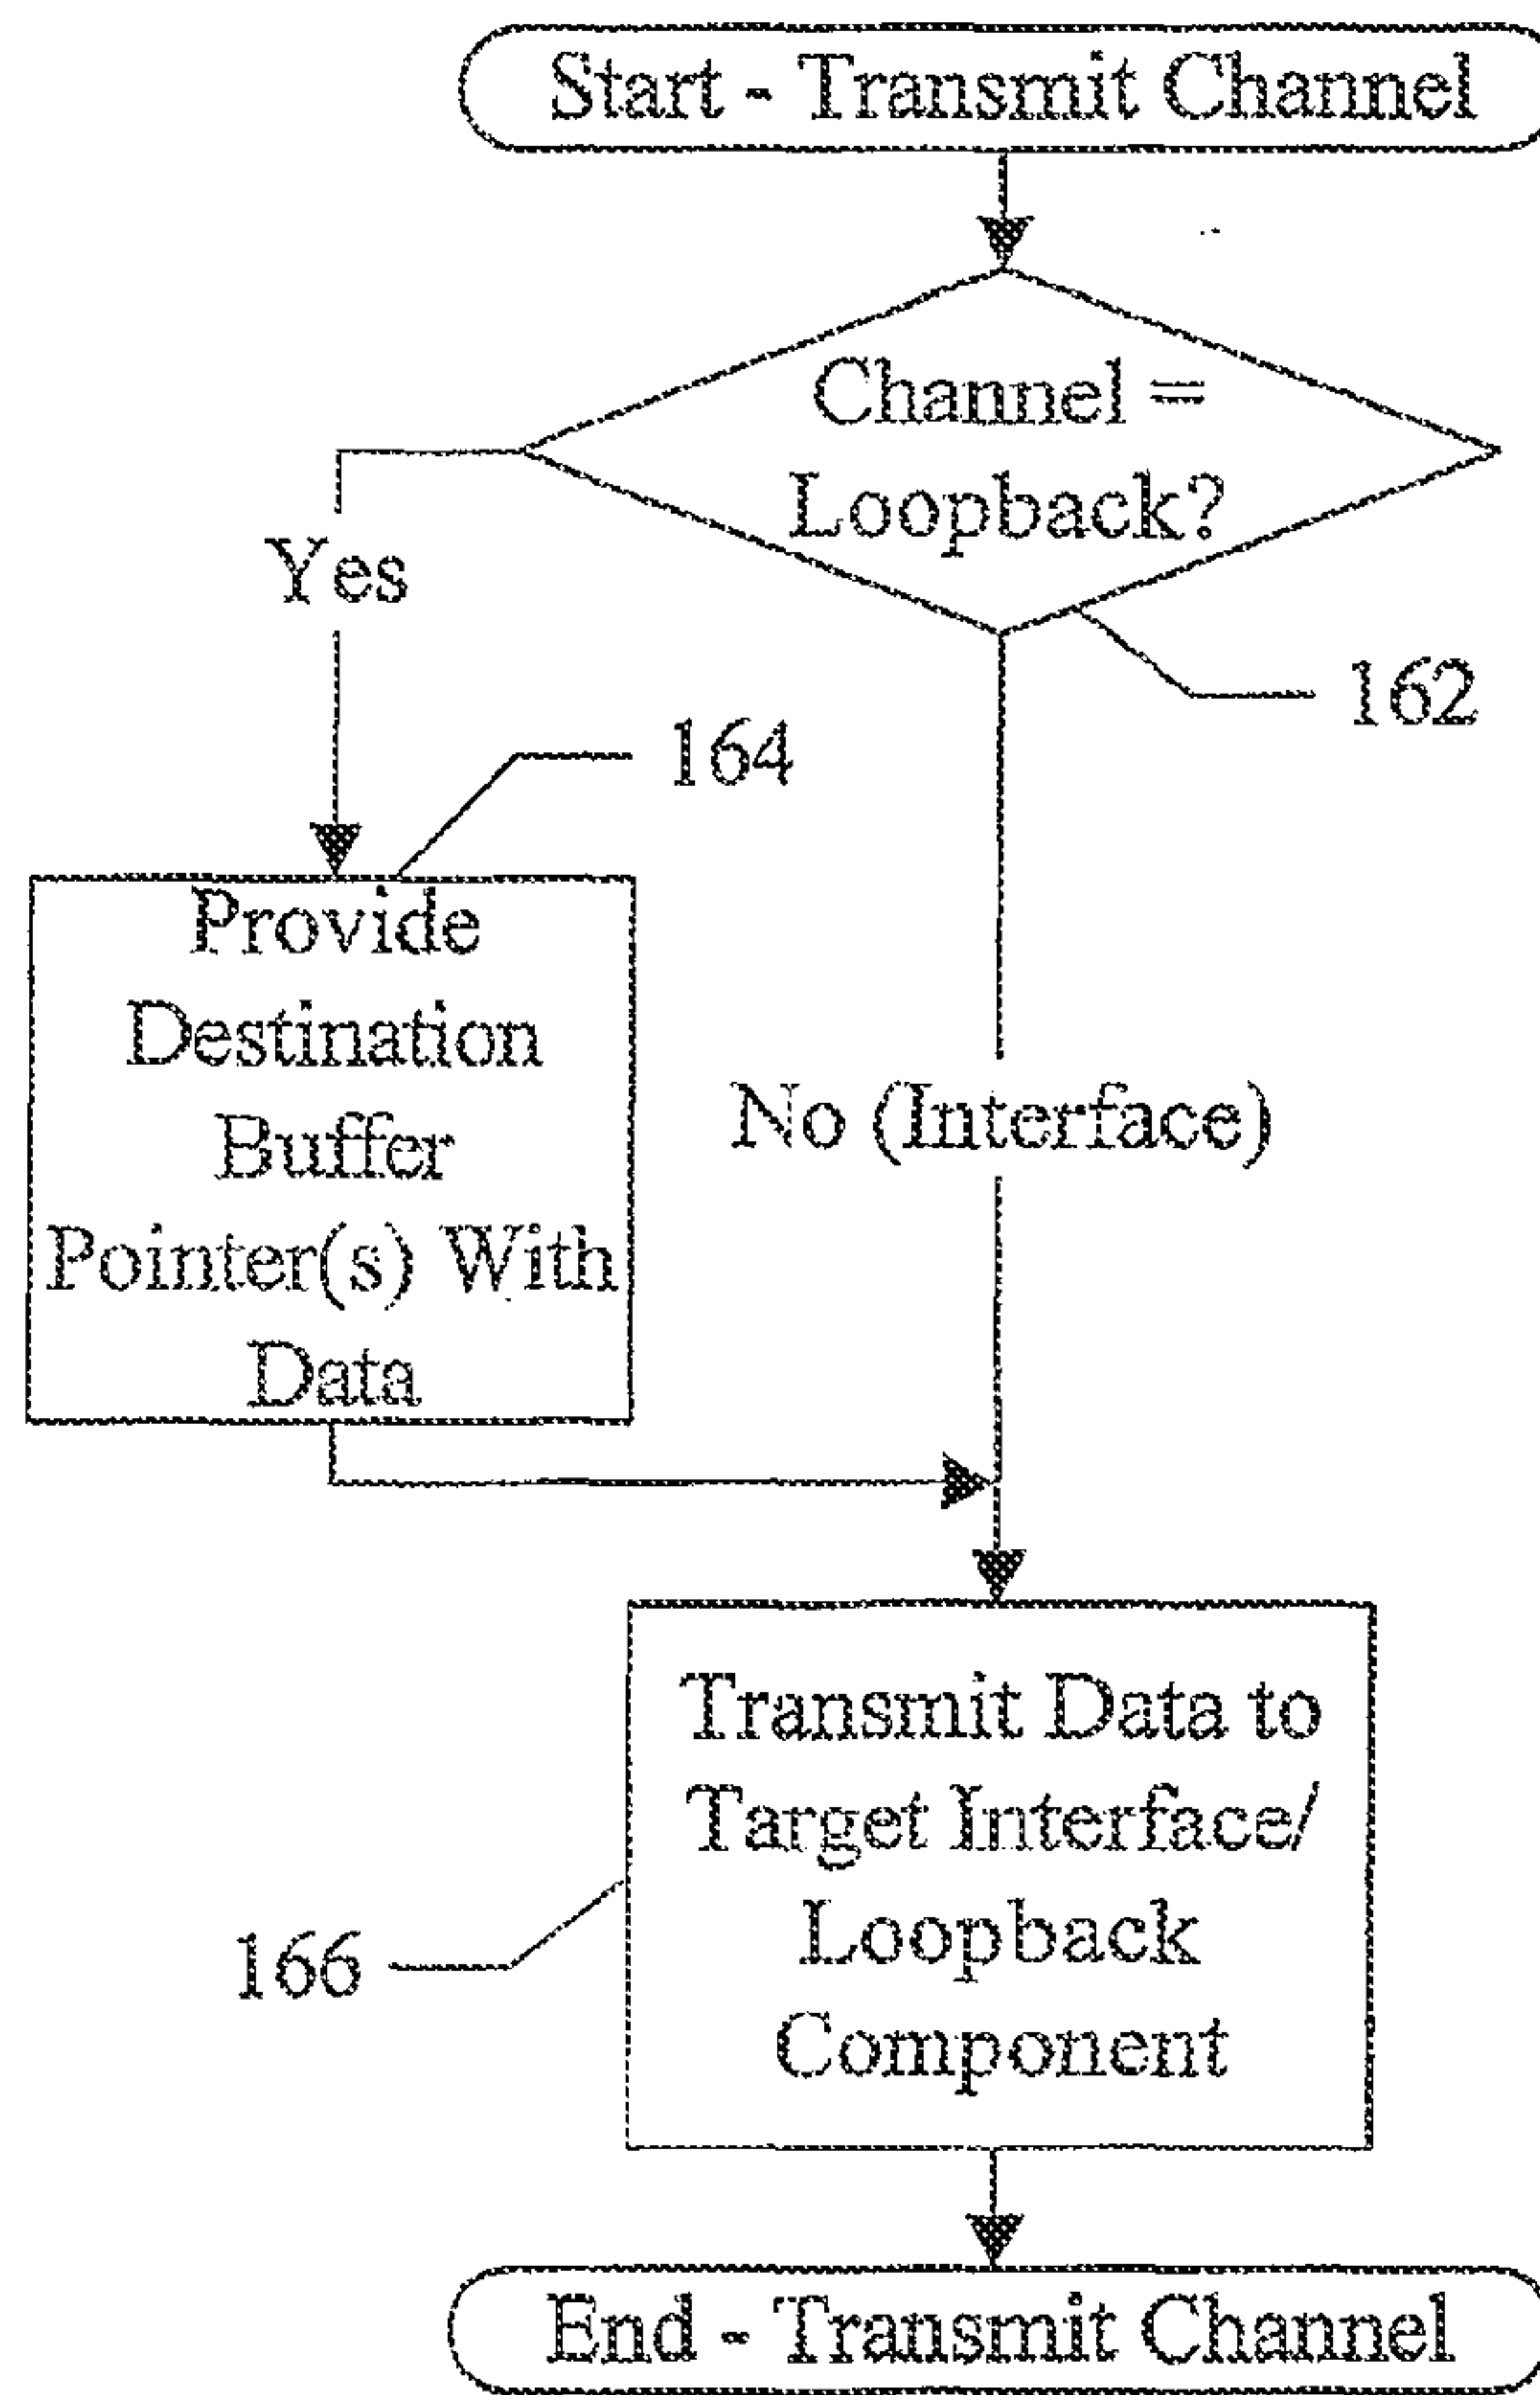 Start - Transmit Channel
Channel =
Loopback?
Yes
162
164
Provide
Destination
Buffer
Pointer(s) With
Data
No (Interface)
Transmit Data to
Target Interface/
Loopback
Component
166
End - Transmit Channel